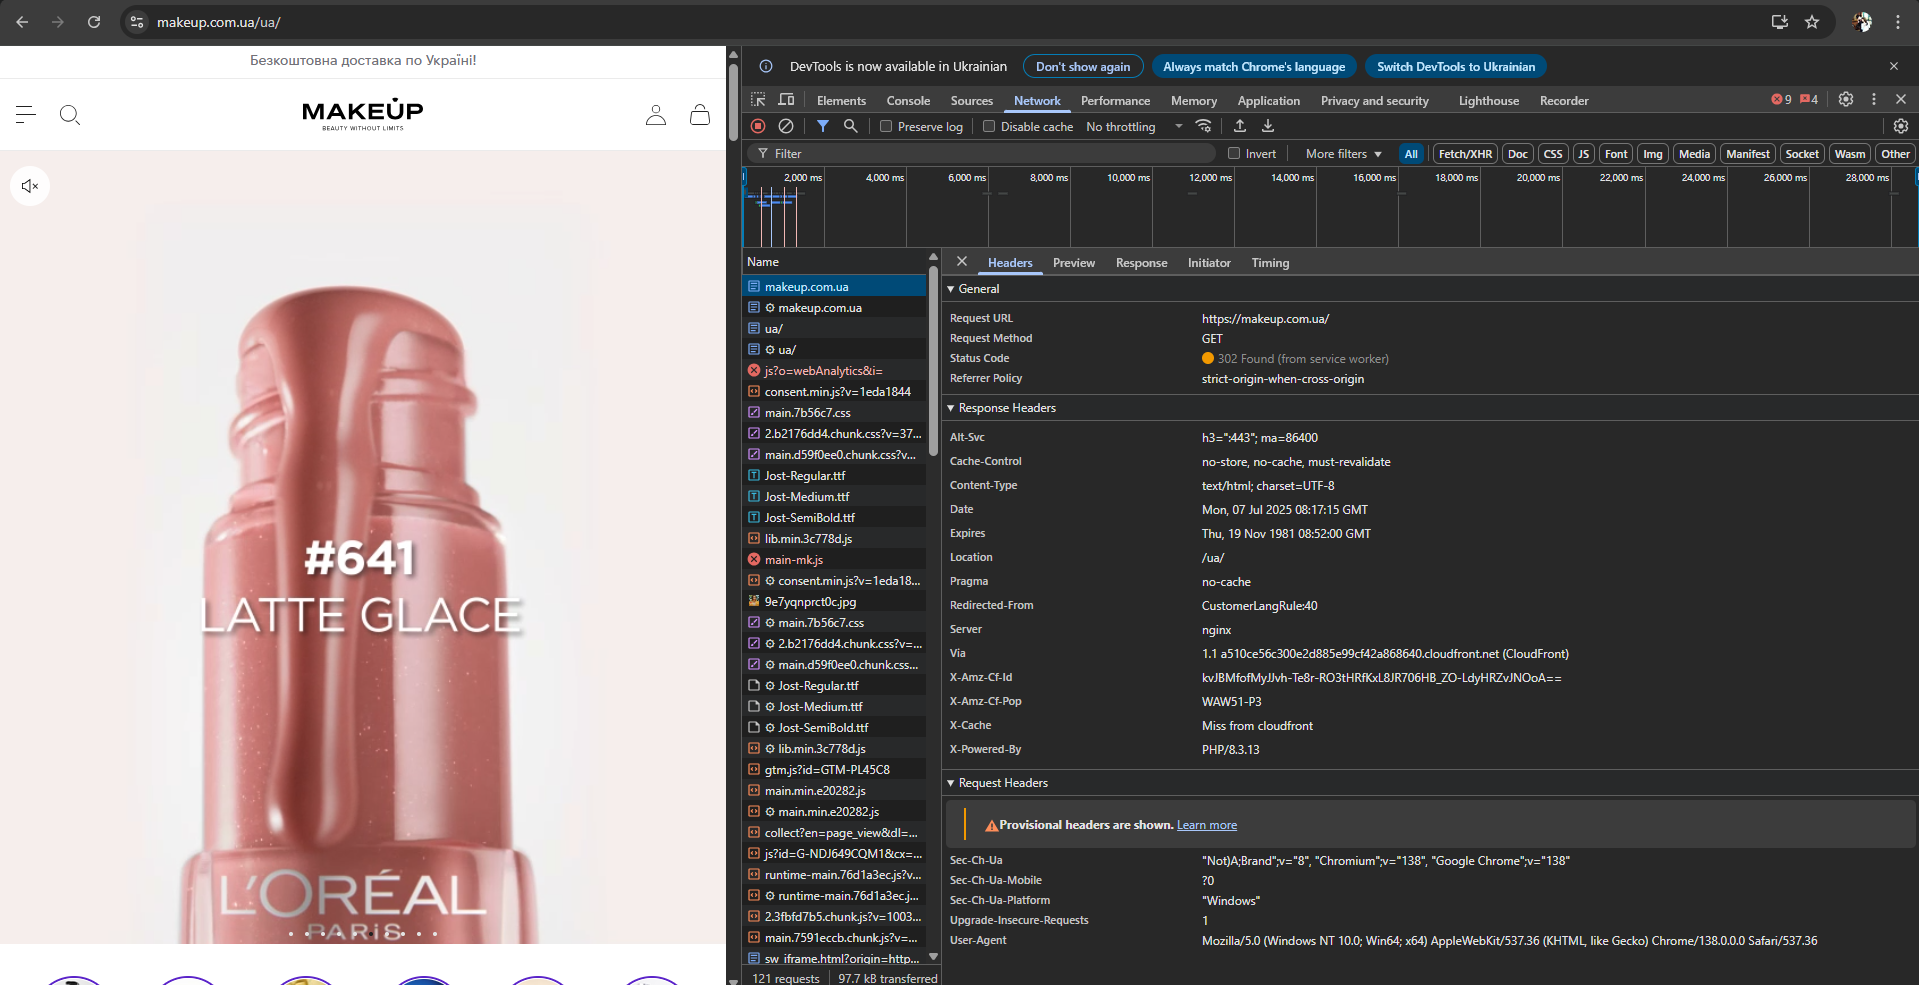 makeup.com.ua/ua/
Безкоштовна доставка по Україні!
MAKEUP
BEAUTY WITHOUT LIMITS
#641
LATTE GLACE
L'ORÉAL
PARIS
DevTools is now available in Ukrainian
Don't show again
Always match Chrome's language
Switch DevTools to Ukrainian
Elements Console Sources Network Performance Memory Application Privacy and security Lighthouse Recorder 9 4
Preserve log Disable cache No throttling
Filter Invert More filters All Fetch/XHR Doc CSS JS Font Img Media Manifest Socket Wasm Other
2,000 ms 4,000 ms 6,000 ms 8,000 ms 10,000 ms 12,000 ms 14,000 ms 16,000 ms 18,000 ms 20,000 ms 22,000 ms 24,000 ms 26,000 ms 28,000 ms
Name
makeup.com.ua
makeup.com.ua
ua/
ua/
js?o=webAnalytics&i=
consent.min.js?v=1eda1844
main.7b56c7.css
2.b2176dd4.chunk.css?v=37...
main.d59f0ee0.chunk.css?v...
Jost-Regular.ttf
Jost-Medium.ttf
Jost-SemiBold.ttf
lib.min.3c778d.js
main-mk.js
consent.min.js?v=1eda18...
9e7yqnprct0c.jpg
main.7b56c7.css
2.b2176dd4.chunk.css?v=...
main.d59f0ee0.chunk.css...
Jost-Regular.ttf
Jost-Medium.ttf
Jost-SemiBold.ttf
lib.min.3c778d.js
gtm.js?id=GTM-PL45C8
main.min.e20282.js
main.min.e20282.js
collect?en=page_view&dl=...
js?id=G-NDJ649CQM1&cx=...
runtime-main.76d1a3ec.js?v...
runtime-main.76d1a3ec.j...
2.3fbfd7b5.chunk.js?v=1003...
main.7591eccb.chunk.js?v=...
sw_iframe.html?origin=http...
121 requests 97.7 kB transferred
Headers Preview Response Initiator Timing
General
Request URL https://makeup.com.ua/
Request Method GET
Status Code 302 Found (from service worker)
Referrer Policy strict-origin-when-cross-origin
Response Headers
Alt-Svc h3=":443"; ma=86400
Cache-Control no-store, no-cache, must-revalidate
Content-Type text/html; charset=UTF-8
Date Mon, 07 Jul 2025 08:17:15 GMT
Expires Thu, 19 Nov 1981 08:52:00 GMT
Location /ua/
Pragma no-cache
Redirected-From CustomerLangRule:40
Server nginx
Via 1.1 a510ce56c300e2d885e99cf42a868640.cloudfront.net (CloudFront)
X-Amz-Cf-Id kvJBMfofMyJJvh-Te8r-RO3tHRfKxL8JR706HB_ZO-LdyHRZvJNOoA==
X-Amz-Cf-Pop WAW51-P3
X-Cache Miss from cloudfront
X-Powered-By PHP/8.3.13
Request Headers
Provisional headers are shown. Learn more
Sec-Ch-Ua "Not)A;Brand";v="8", "Chromium";v="138", "Google Chrome";v="138"
Sec-Ch-Ua-Mobile ?0
Sec-Ch-Ua-Platform "Windows"
Upgrade-Insecure-Requests 1
User-Agent Mozilla/5.0 (Windows NT 10.0; Win64; x64) AppleWebKit/537.36 (KHTML, like Gecko) Chrome/138.0.0.0 Safari/537.36